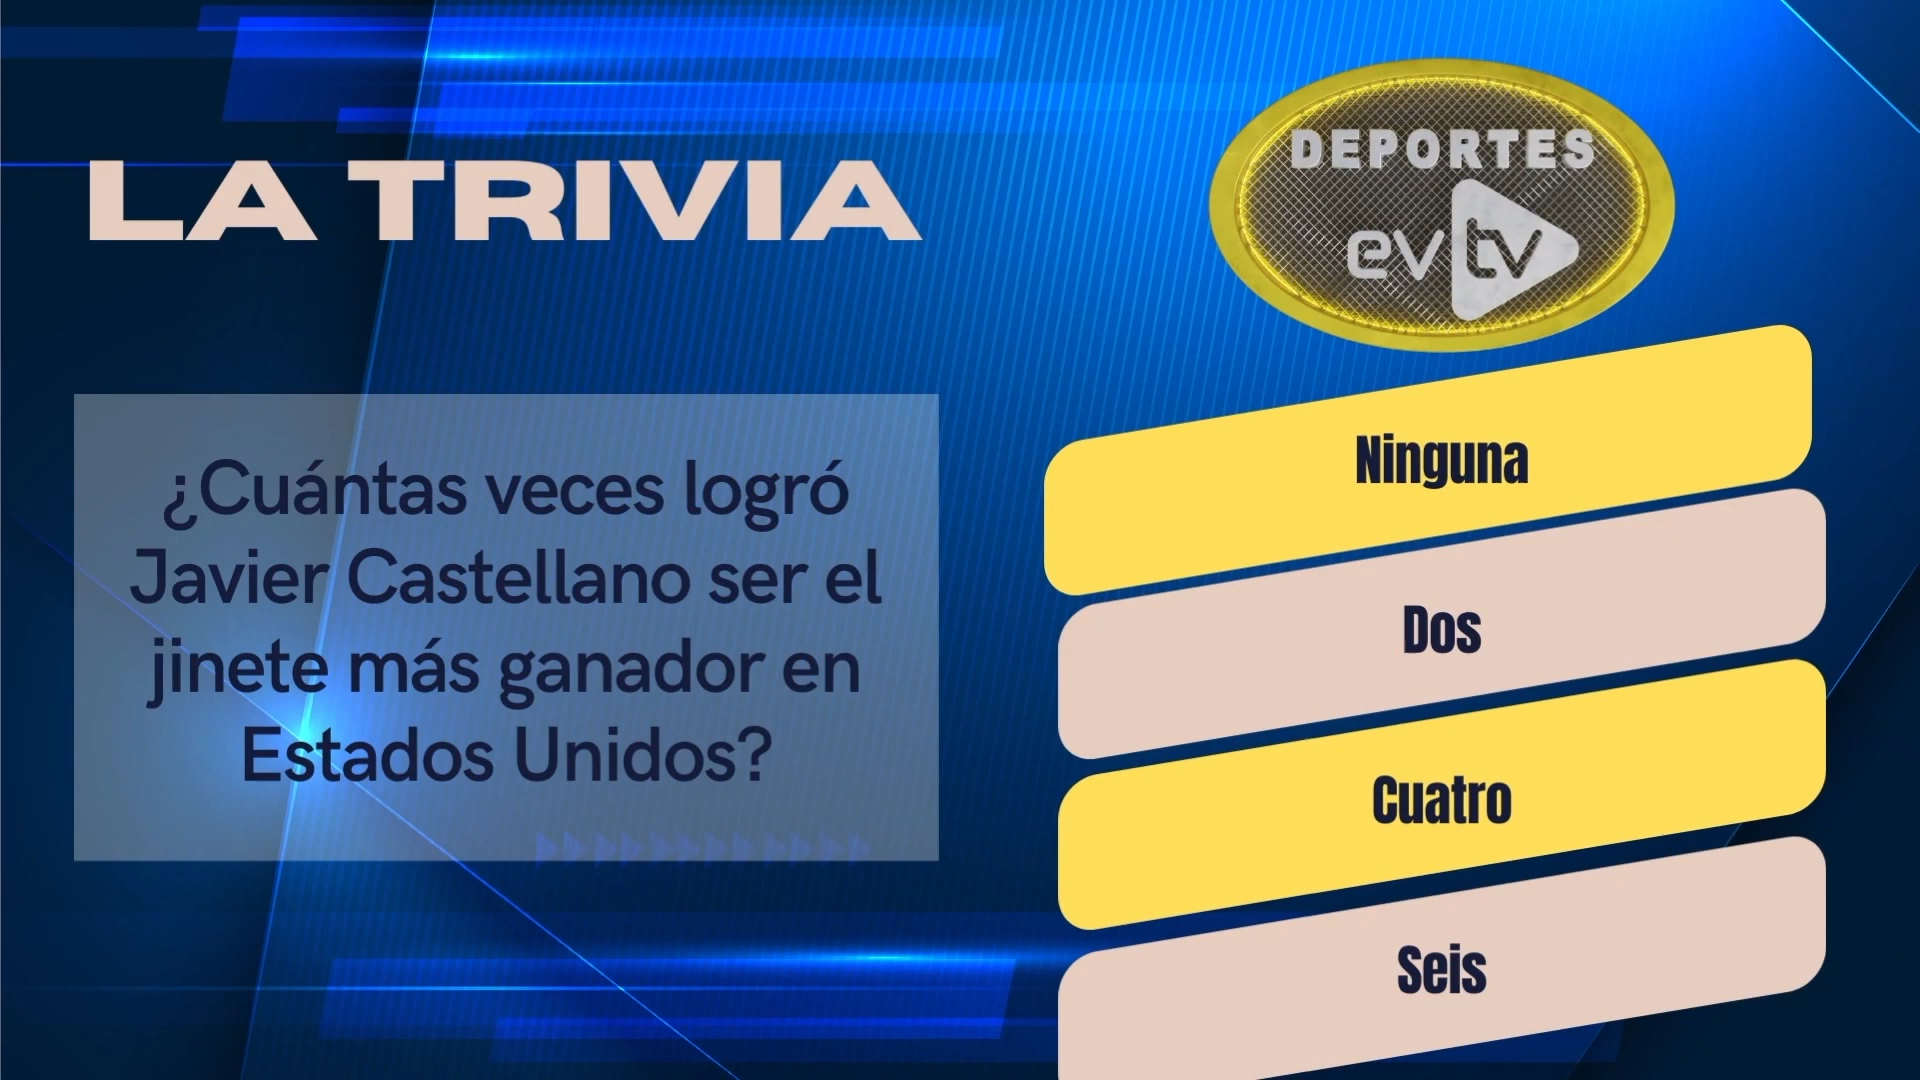 LA TRIVIA
DEPORTES
evtv
¿Cuántas veces logró
Javier Castellano ser el
jinete más ganador en
Estados Unidos?
Ninguna
Dos
Cuatro
Seis